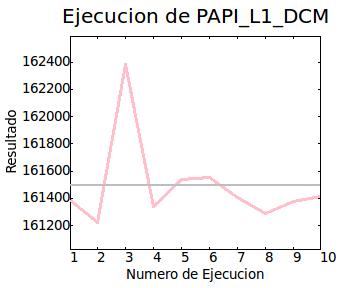 Ejecucion de PAPI_L1_DCM
162400
162200
162000
161800
161600
161400
161200
Resultado
1 2 3 4 5 6 7 8 9 10
Numero de Ejecucion